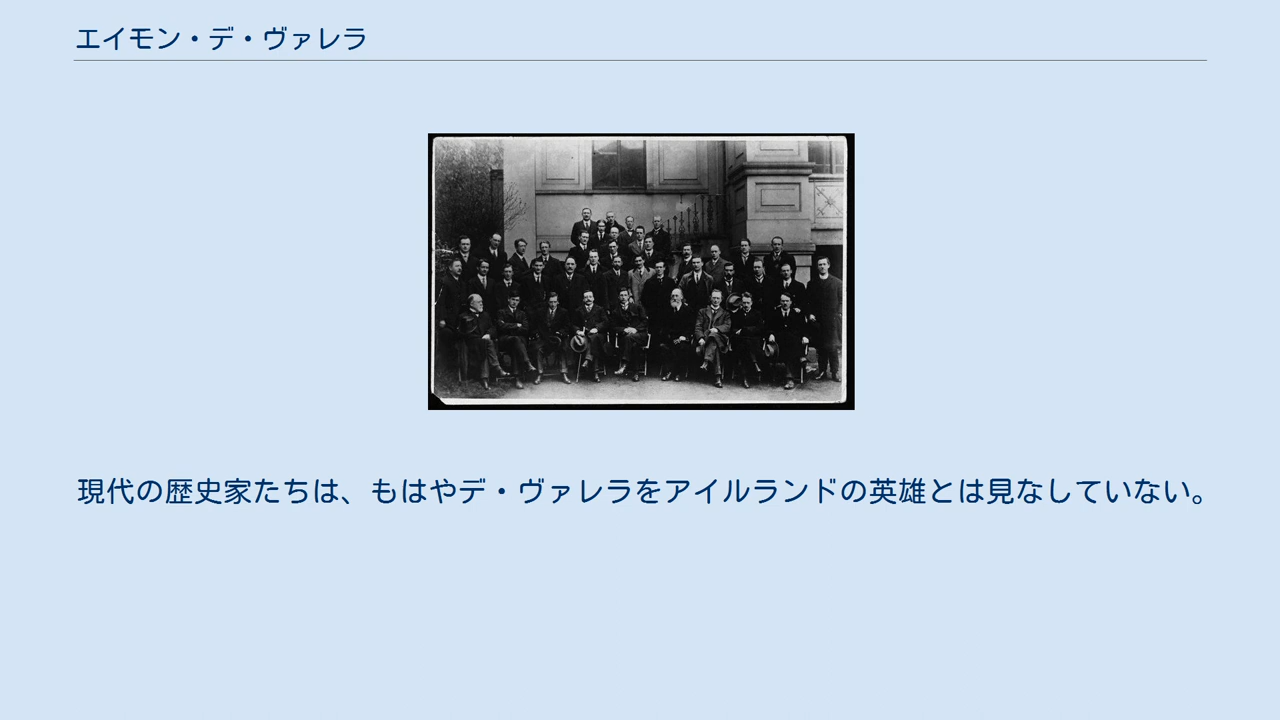 エイモン・デ・ヴァレラ
現代の歴史家たちは、もはやデ・ヴァレラをアイルランドの英雄とは見なしていない。